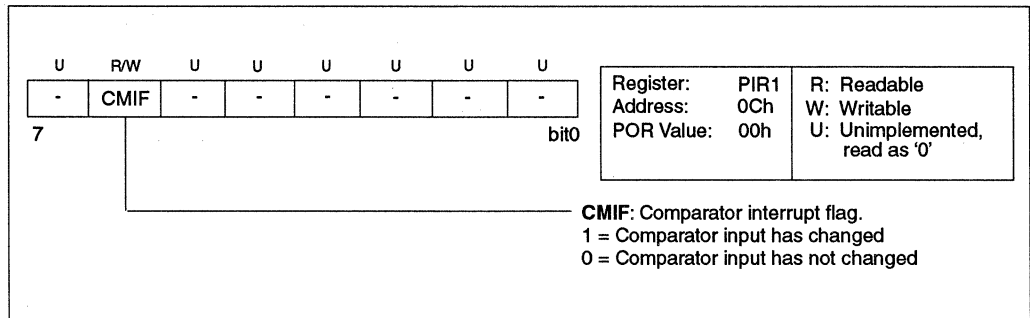 U R/W U U U U U U
- CMIF - - - - - -
7 bit0
Register: PIR1
Address: 0Ch
POR Value: 00h
R: Readable
W: Writable
U: Unimplemented,
read as ‘0’
CMIF: Comparator interrupt flag.
1 = Comparator input has changed
0 = Comparator input has not changed